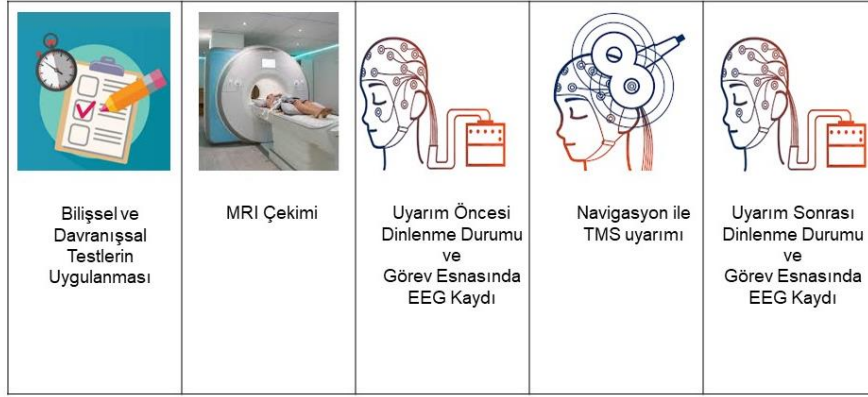 Bilişsel ve
Davranışsal
Testlerin
Uygulanması
MRI Çekimi
Uyarım Öncesi
Dinlenme Durumu
ve
Görev Esnasında
EEG Kaydı
Navigasyon ile
TMS uyarımı
Uyarım Sonrası
Dinlenme Durumu
ve
Görev Esnasında
EEG Kaydı